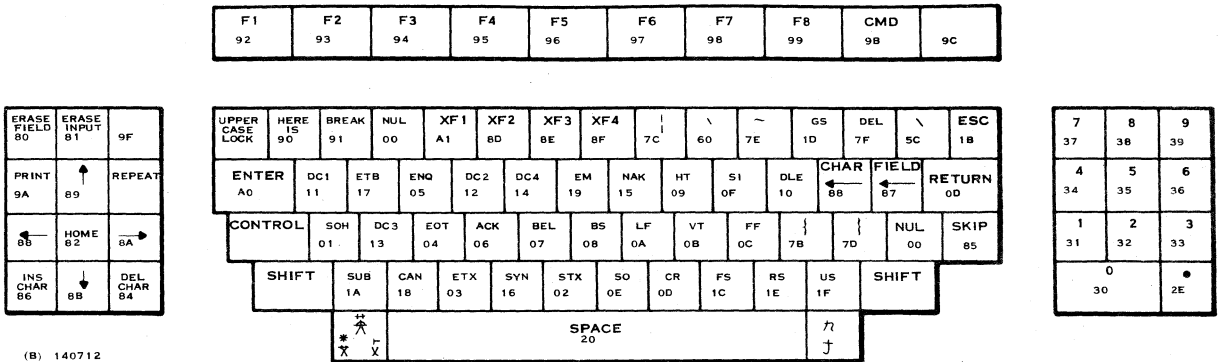 F1 F2 F3 F4 F5 F6 F7 F8 CMD
92 93 94 95 96 97 98 99 9B 9C
ERASE FIELD 80
ERASE INPUT 81
9F
PRINT 9A
↑ 89
REPEAT
← 88
HOME 82
→ 8A
INS CHAR 86
↓ 8B
DEL CHAR 84
UPPER CASE LOCK
HERE IS 90
BREAK 91
NUL 00
XF1 A1
XF2 8D
XF3 8E
XF4 8F
¦ 7C
\ 60
~ 7E
GS 1D
DEL 7F
\ 5C
ESC 1B
ENTER A0
DC1 11
ETB 17
ENQ 05
DC2 12
DC4 14
EM 19
NAK 15
HT 09
SI 0F
DLE 10
CHAR ← 88
FIELD ← 87
RETURN 0D
CONTROL
SOH 01
DC3 13
EOT 04
ACK 06
BEL 07
BS 08
LF 0A
VT 0B
FF 0C
{ 7B
} 7D
NUL 00
SKIP 85
SHIFT
SUB 1A
CAN 18
ETX 03
SYN 16
STX 02
SO 0E
CR 0D
FS 1C
RS 1E
US 1F
SHIFT
SPACE
20
カ
ナ
7 8 9
37 38 39
4 5 6
34 35 36
1 2 3
31 32 33
0 •
30 2E
(B) 140712